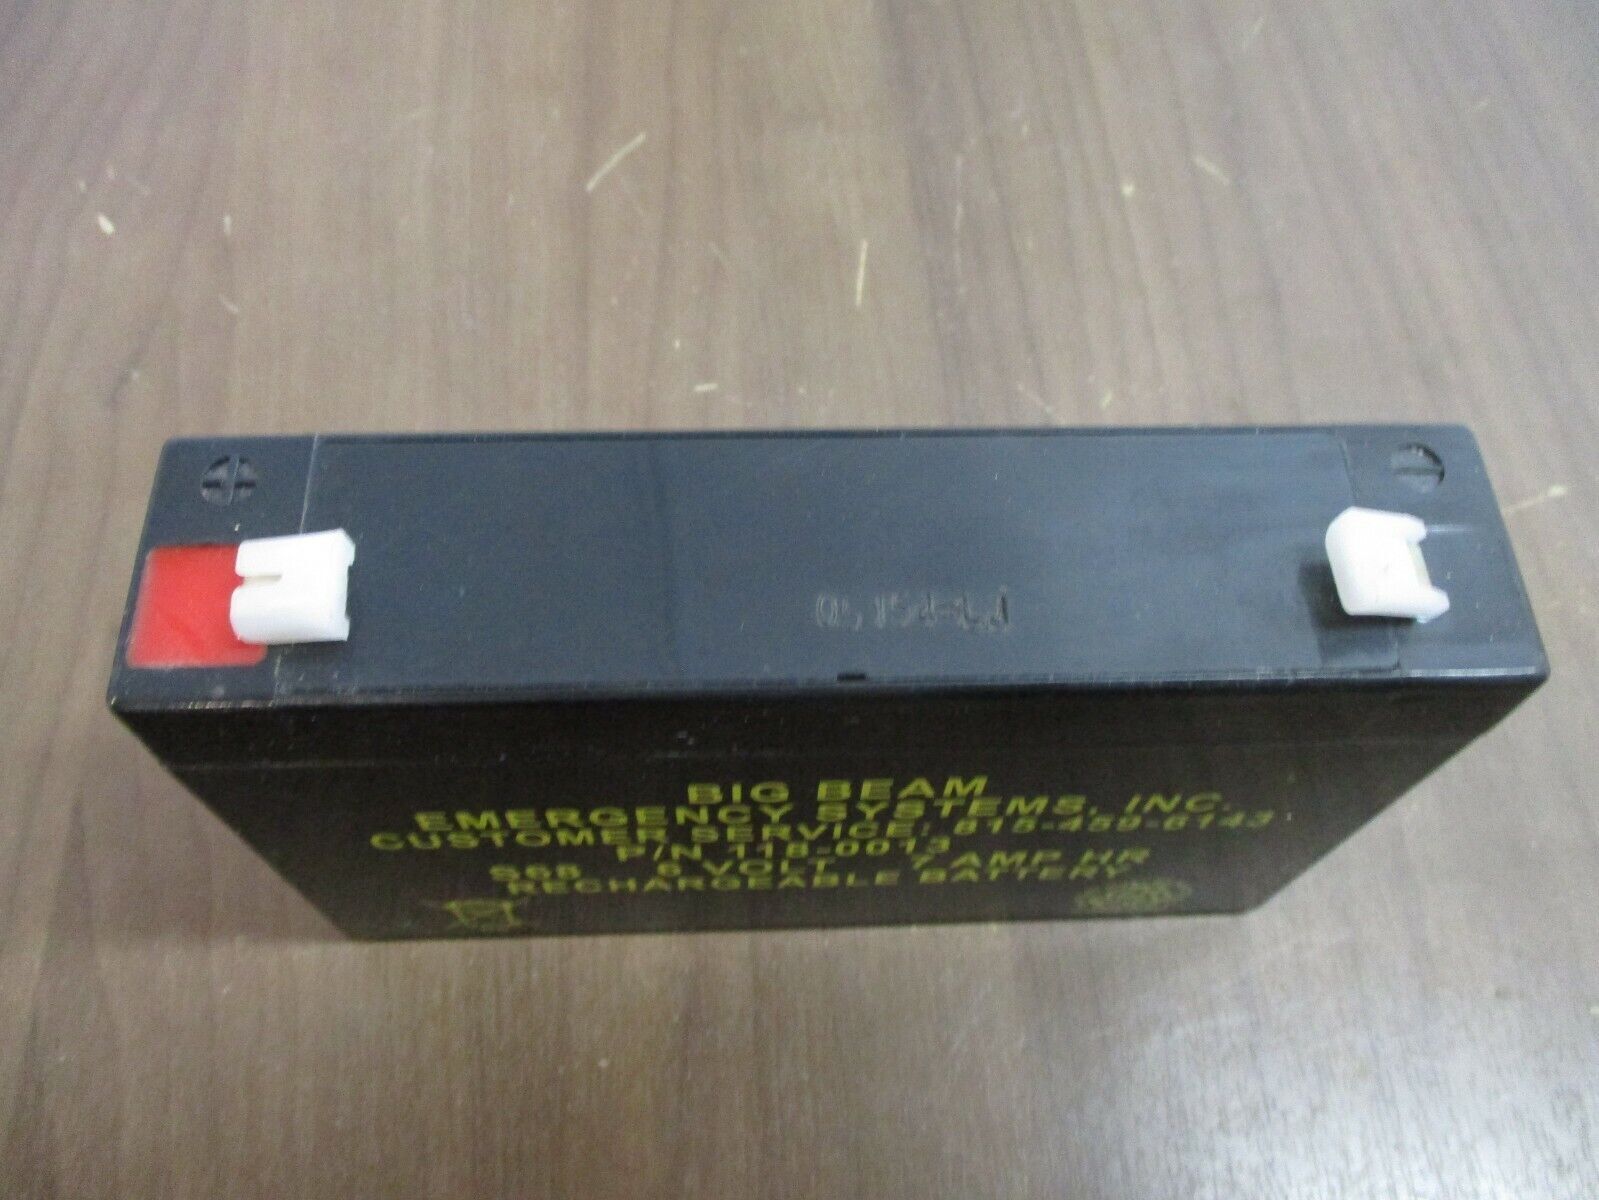 BIG BEAM
EMERGENCY SYSTEMS, INC.
CUSTOMER SERVICE: 815-459-6143
P/N 118-0013
S68 6 VOLT 7 AMP HR
RECHARGEABLE BATTERY